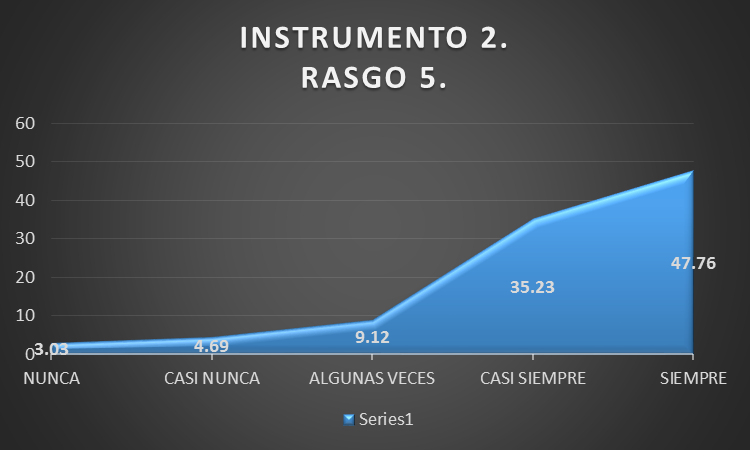 INSTRUMENTO 2.
RASGO 5.
60
50
40
30
20
10
0
3.03
4.69
9.12
35.23
47.76
NUNCA
CASI NUNCA
ALGUNAS VECES
CASI SIEMPRE
SIEMPRE
Series1